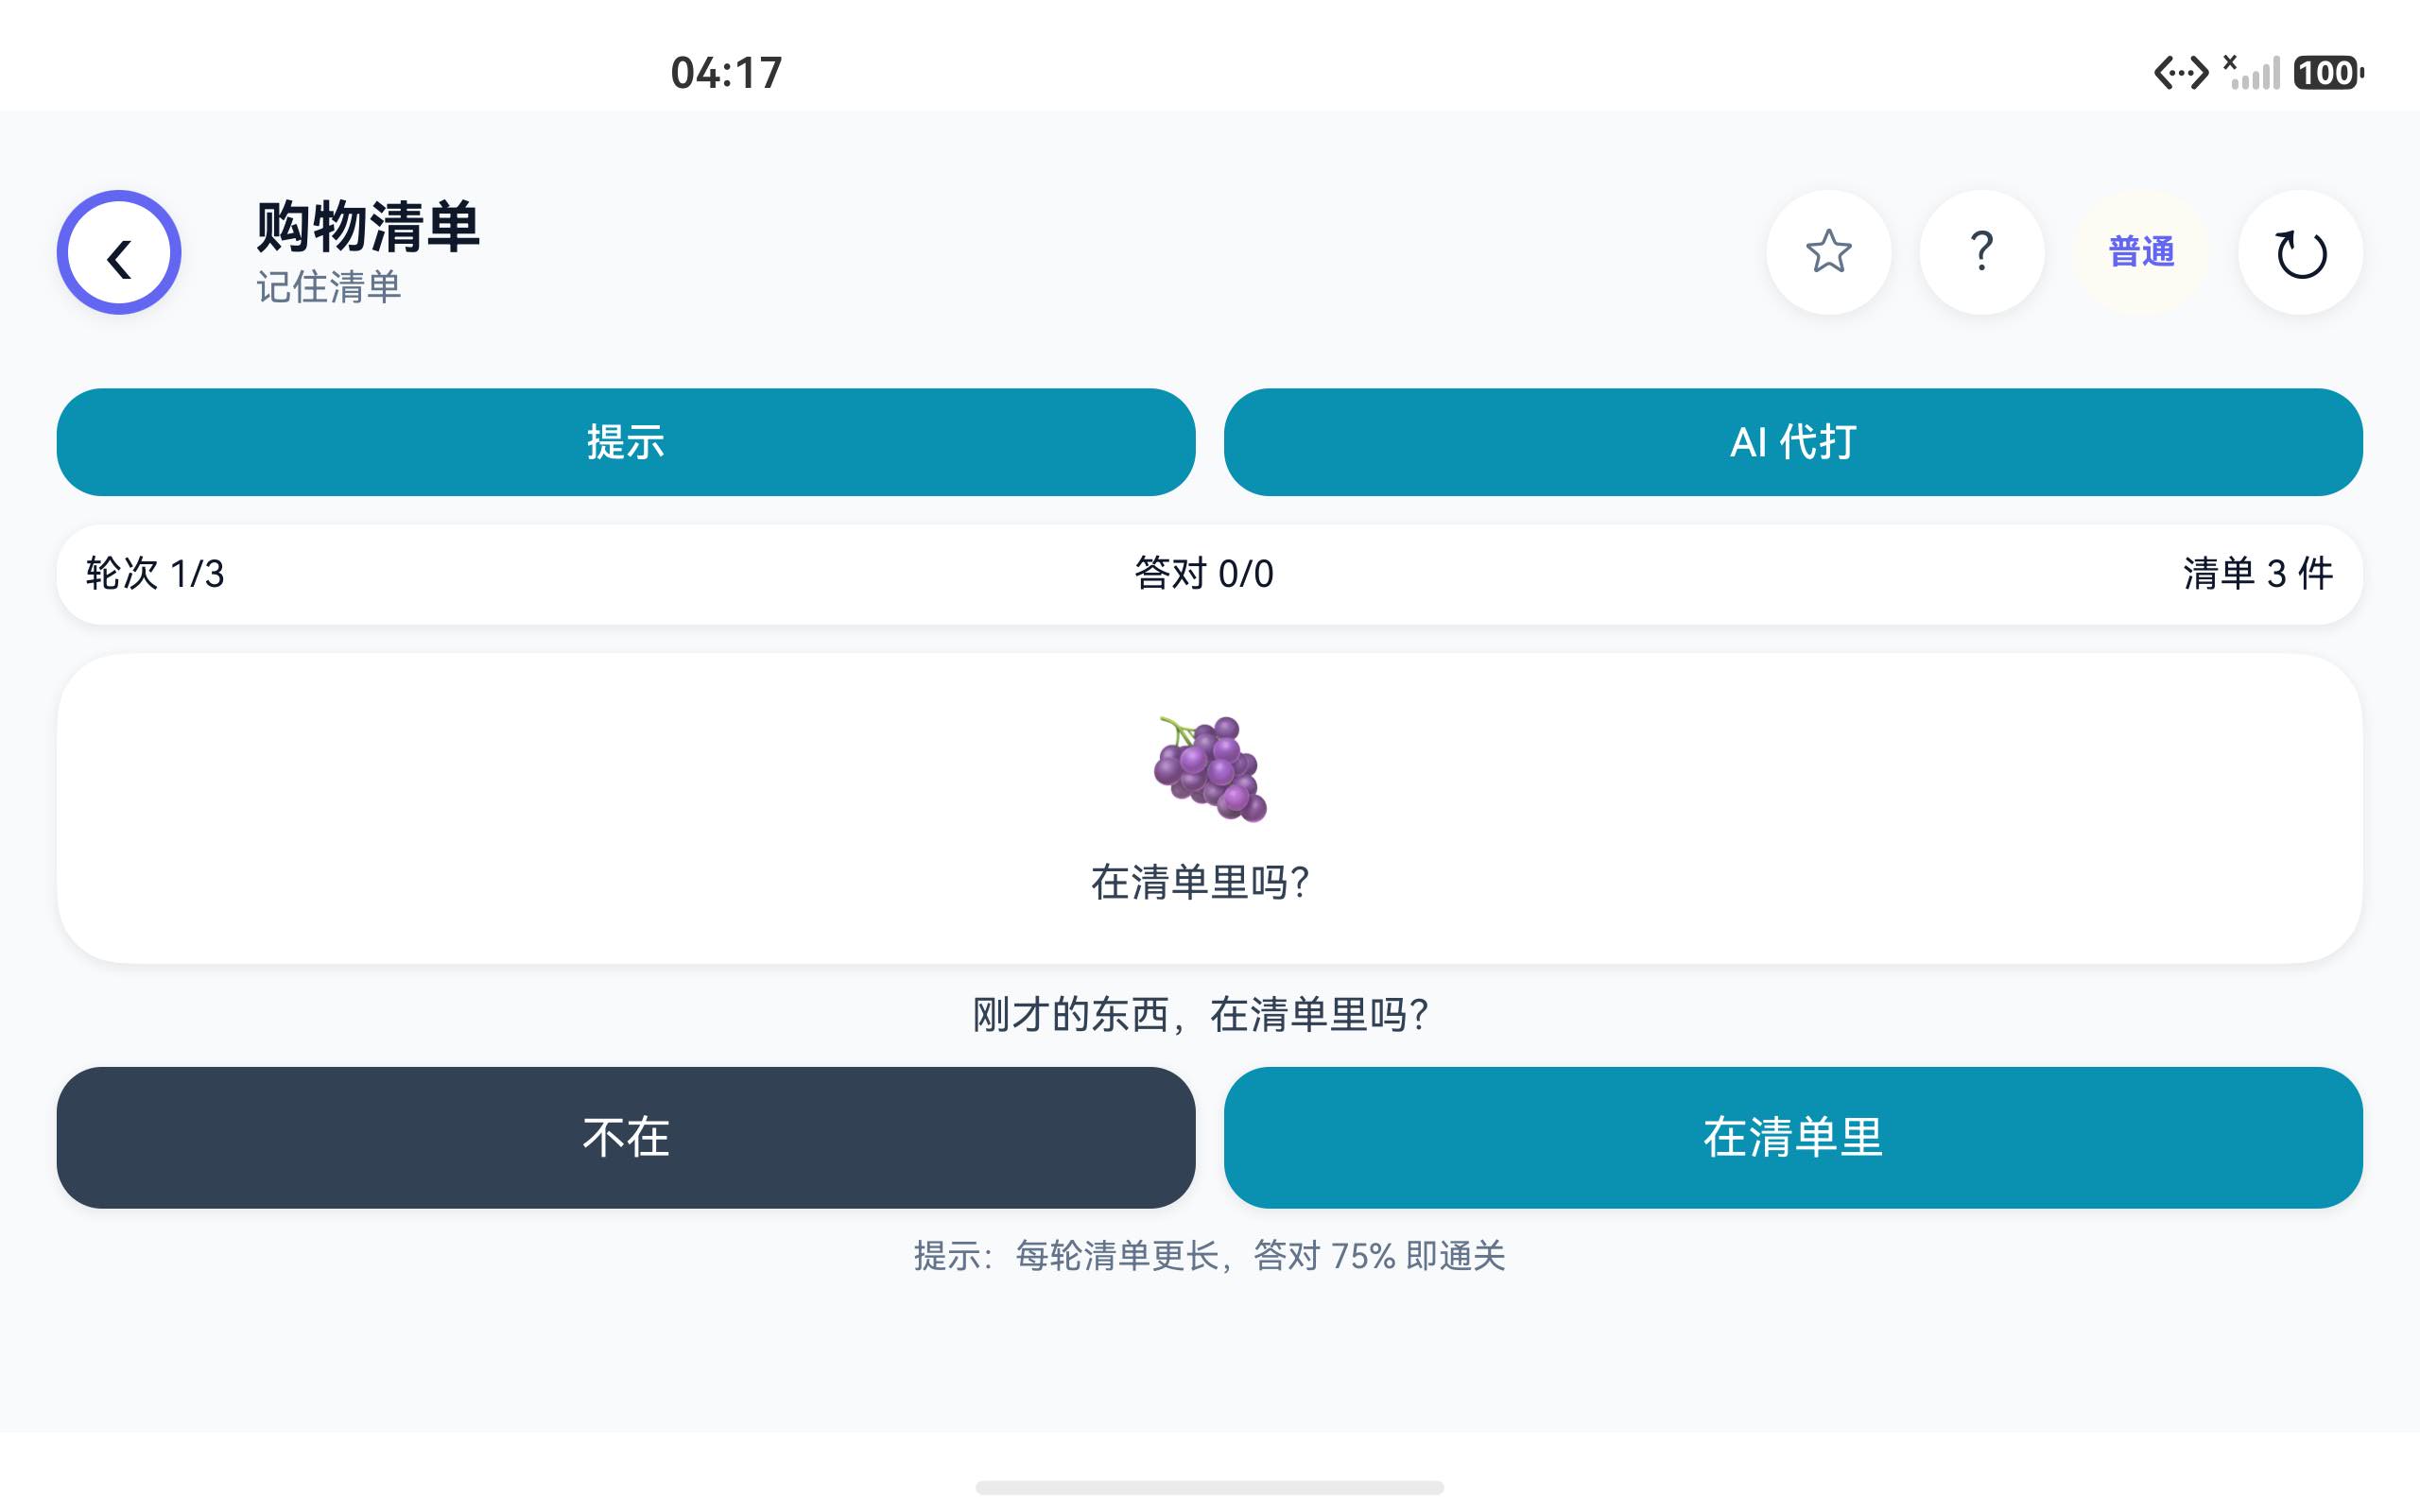 04:17
100
购物清单
记住清单
?
普通
提示
AI 代打
轮次 1/3
答对 0/0
清单 3 件
在清单里吗？
刚才的东西，在清单里吗？
不在
在清单里
提示：每轮清单更长，答对 75% 即通关